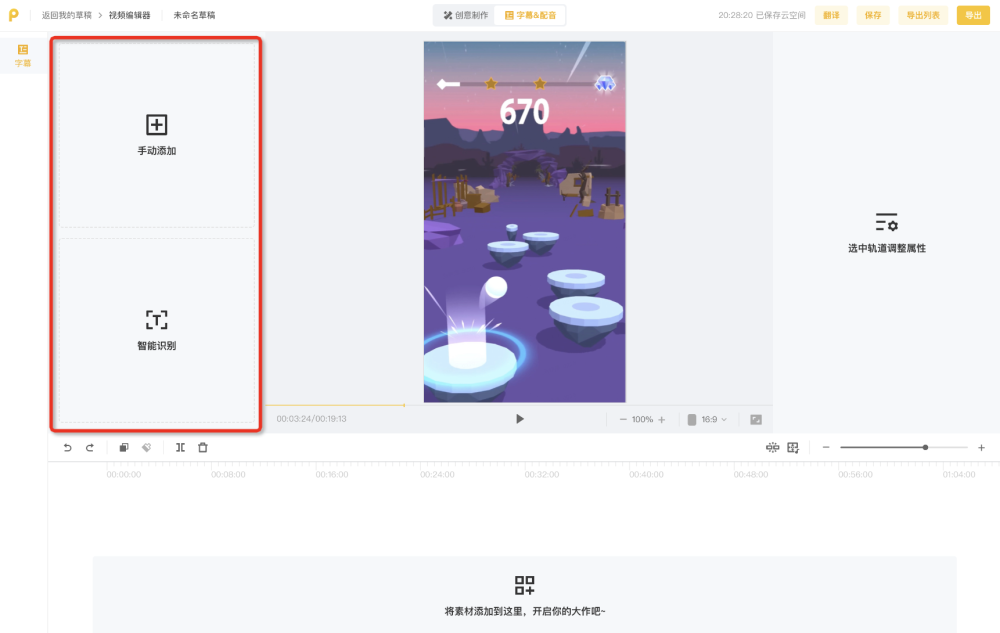 返回我的草稿 > 视频编辑器 未命名草稿 创意制作 字幕&配音 20:28:20 已保存云空间 翻译 保存 导出列表 导出
字幕
670
手动添加
选中轨道调整属性
智能识别
00:03:24/00:19:13 100% 16:9
00:00:00 00:08:00 00:16:00 00:24:00 00:32:00 00:40:00 00:48:00 00:56:00 01:04:00
将素材添加到这里，开启你的大作吧~